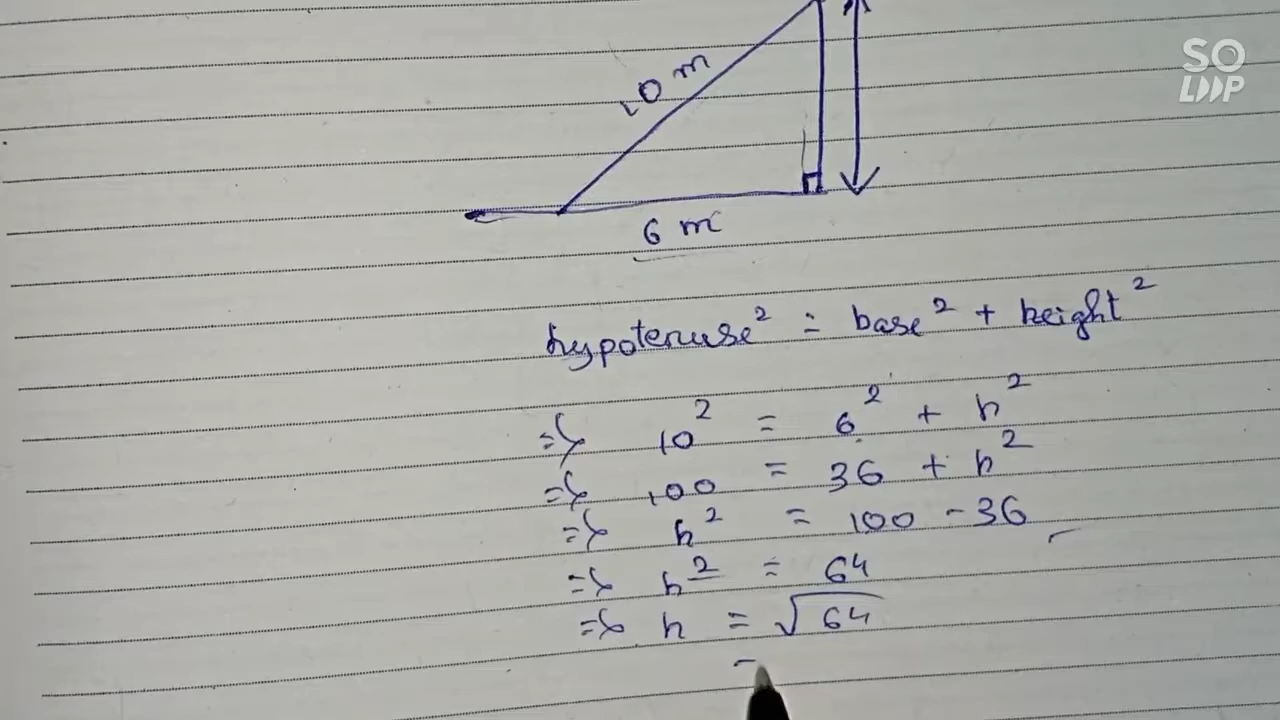 SO
LOOP
10 m
6 m
hypotenuse² = base² + height²
=> 10² = 6² + h²
=> 100 = 36 + h²
=> h² = 100 - 36
=> h² = 64
=> h = √64